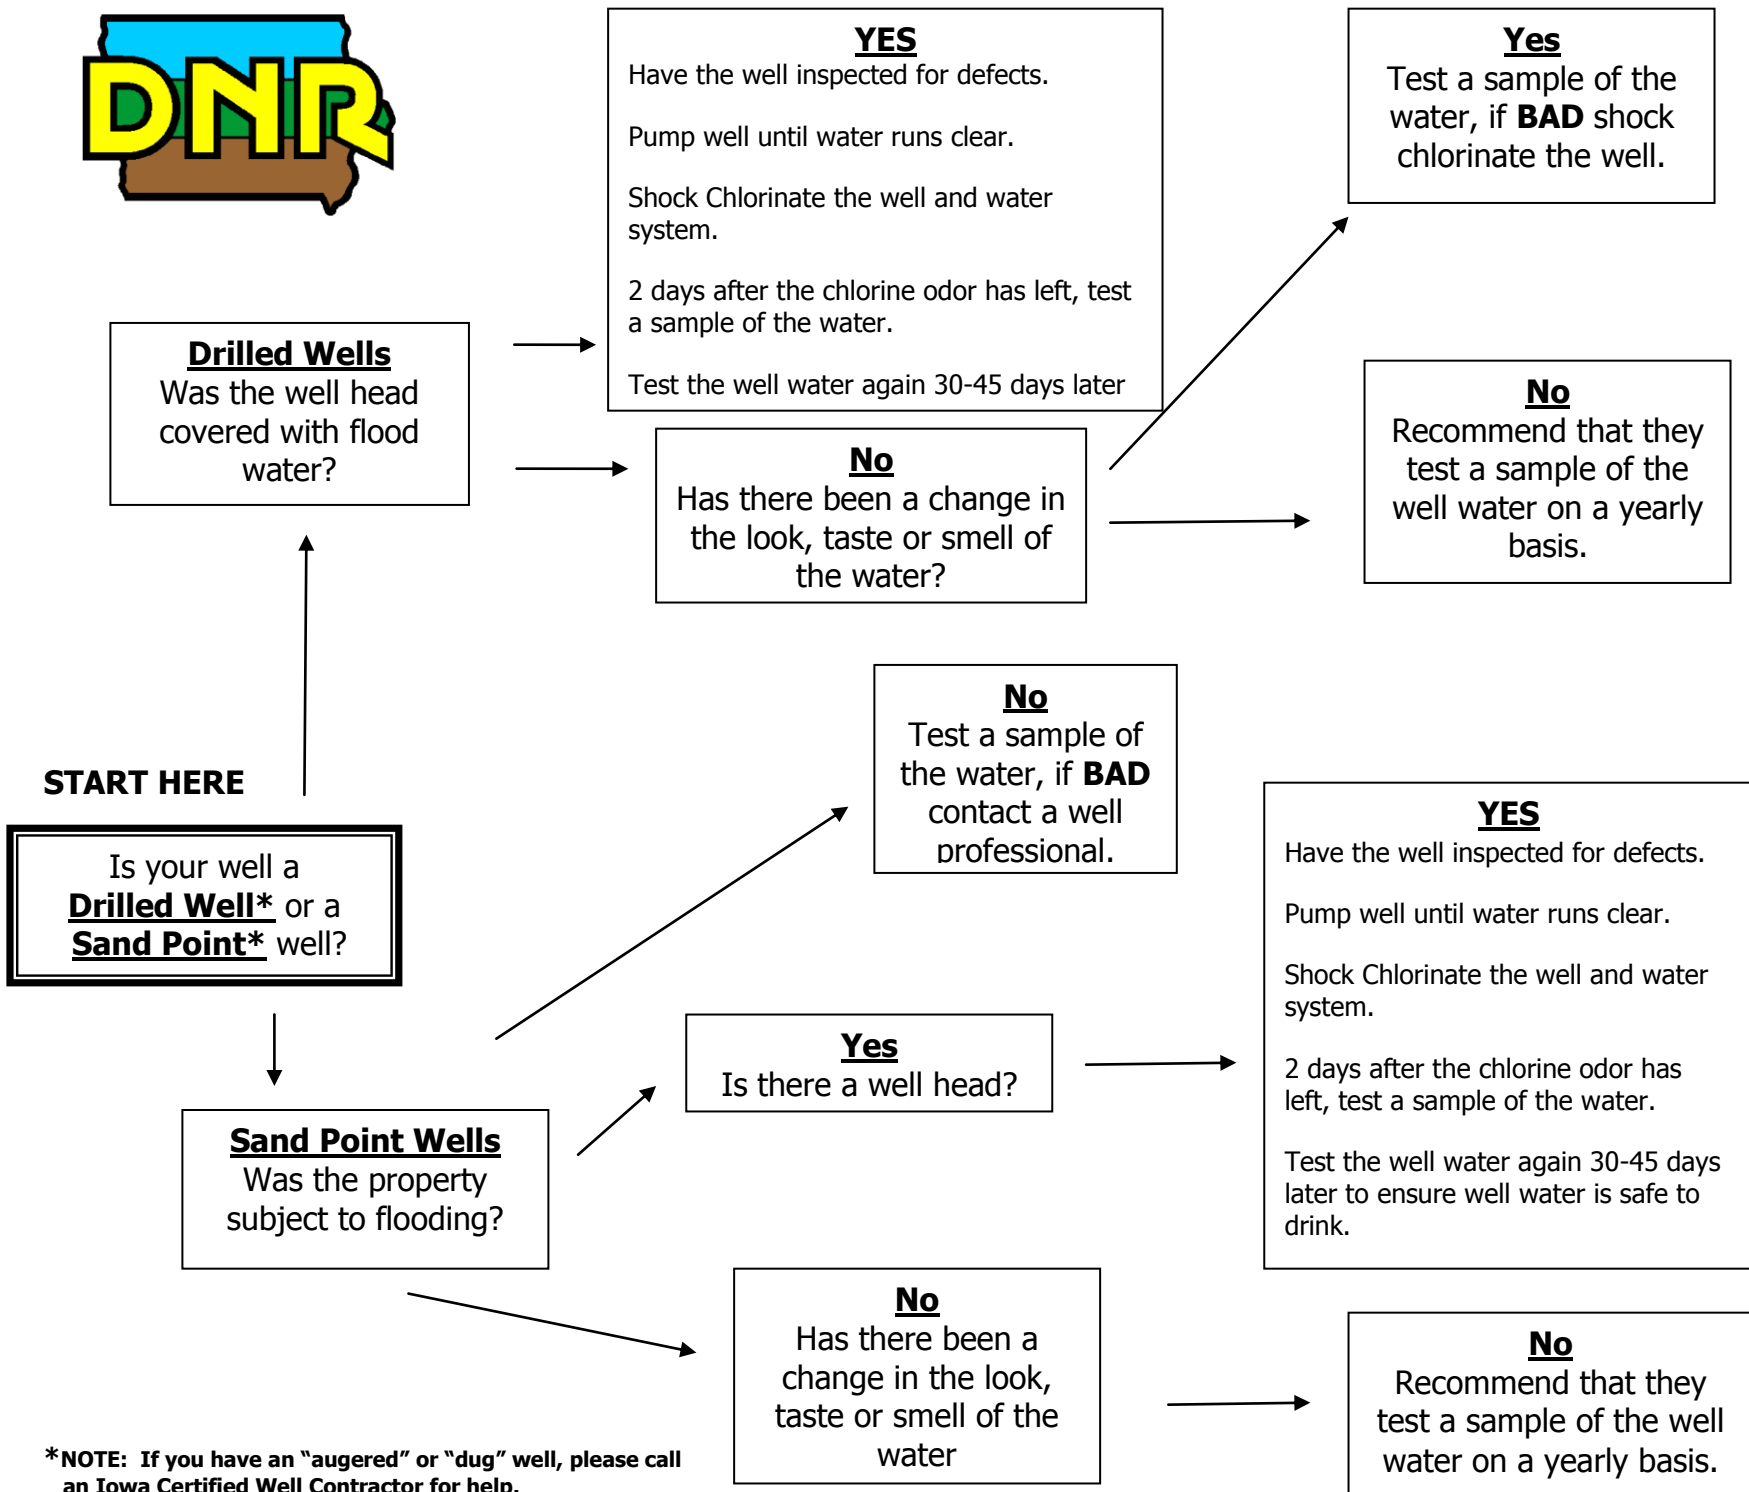 DNR
YES
Have the well inspected for defects.
Pump well until water runs clear.
Shock Chlorinate the well and water
system.
2 days after the chlorine odor has left, test
a sample of the water.
Test the well water again 30-45 days later
Yes
Test a sample of the
water, if BAD shock
chlorinate the well.
Drilled Wells
Was the well head
covered with flood
water?
No
Has there been a change in
the look, taste or smell of
the water?
No
Recommend that they
test a sample of the
well water on a yearly
basis.
No
Test a sample of
the water, if BAD
contact a well
professional.
START HERE
Is your well a
Drilled Well* or a
Sand Point* well?
YES
Have the well inspected for defects.
Pump well until water runs clear.
Shock Chlorinate the well and water
system.
2 days after the chlorine odor has
left, test a sample of the water.
Test the well water again 30-45 days
later to ensure well water is safe to
drink.
Yes
Is there a well head?
Sand Point Wells
Was the property
subject to flooding?
No
Has there been a
change in the look,
taste or smell of the
water
No
Recommend that they
test a sample of the well
water on a yearly basis.
*NOTE: If you have an “augered” or “dug” well, please call
an Iowa Certified Well Contractor for help.